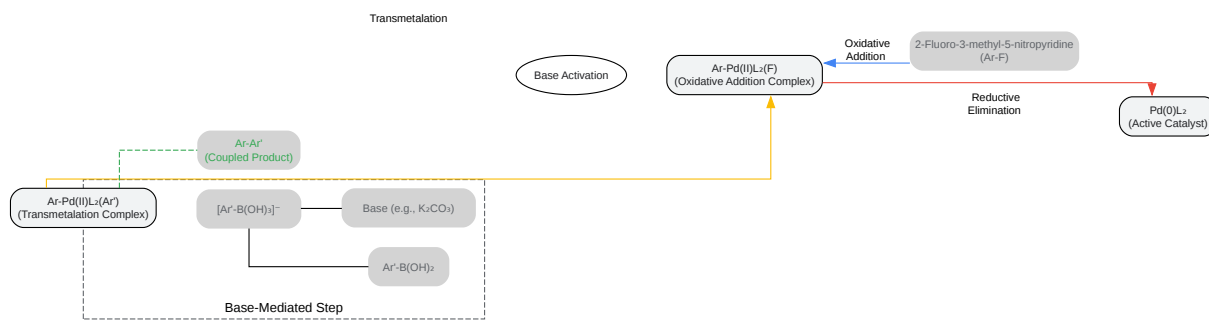 Transmetalation
Base Activation
Oxidative
Addition
2-Fluoro-3-methyl-5-nitropyridine
(Ar-F)
Ar-Pd(II)L₂(F)
(Oxidative Addition Complex)
Reductive
Elimination
Pd(0)L₂
(Active Catalyst)
Ar-Ar'
(Coupled Product)
Ar-Pd(II)L₂(Ar')
(Transmetalation Complex)
[Ar'-B(OH)₃]⁻
Base (e.g., K₂CO₃)
Ar'-B(OH)₂
Base-Mediated Step